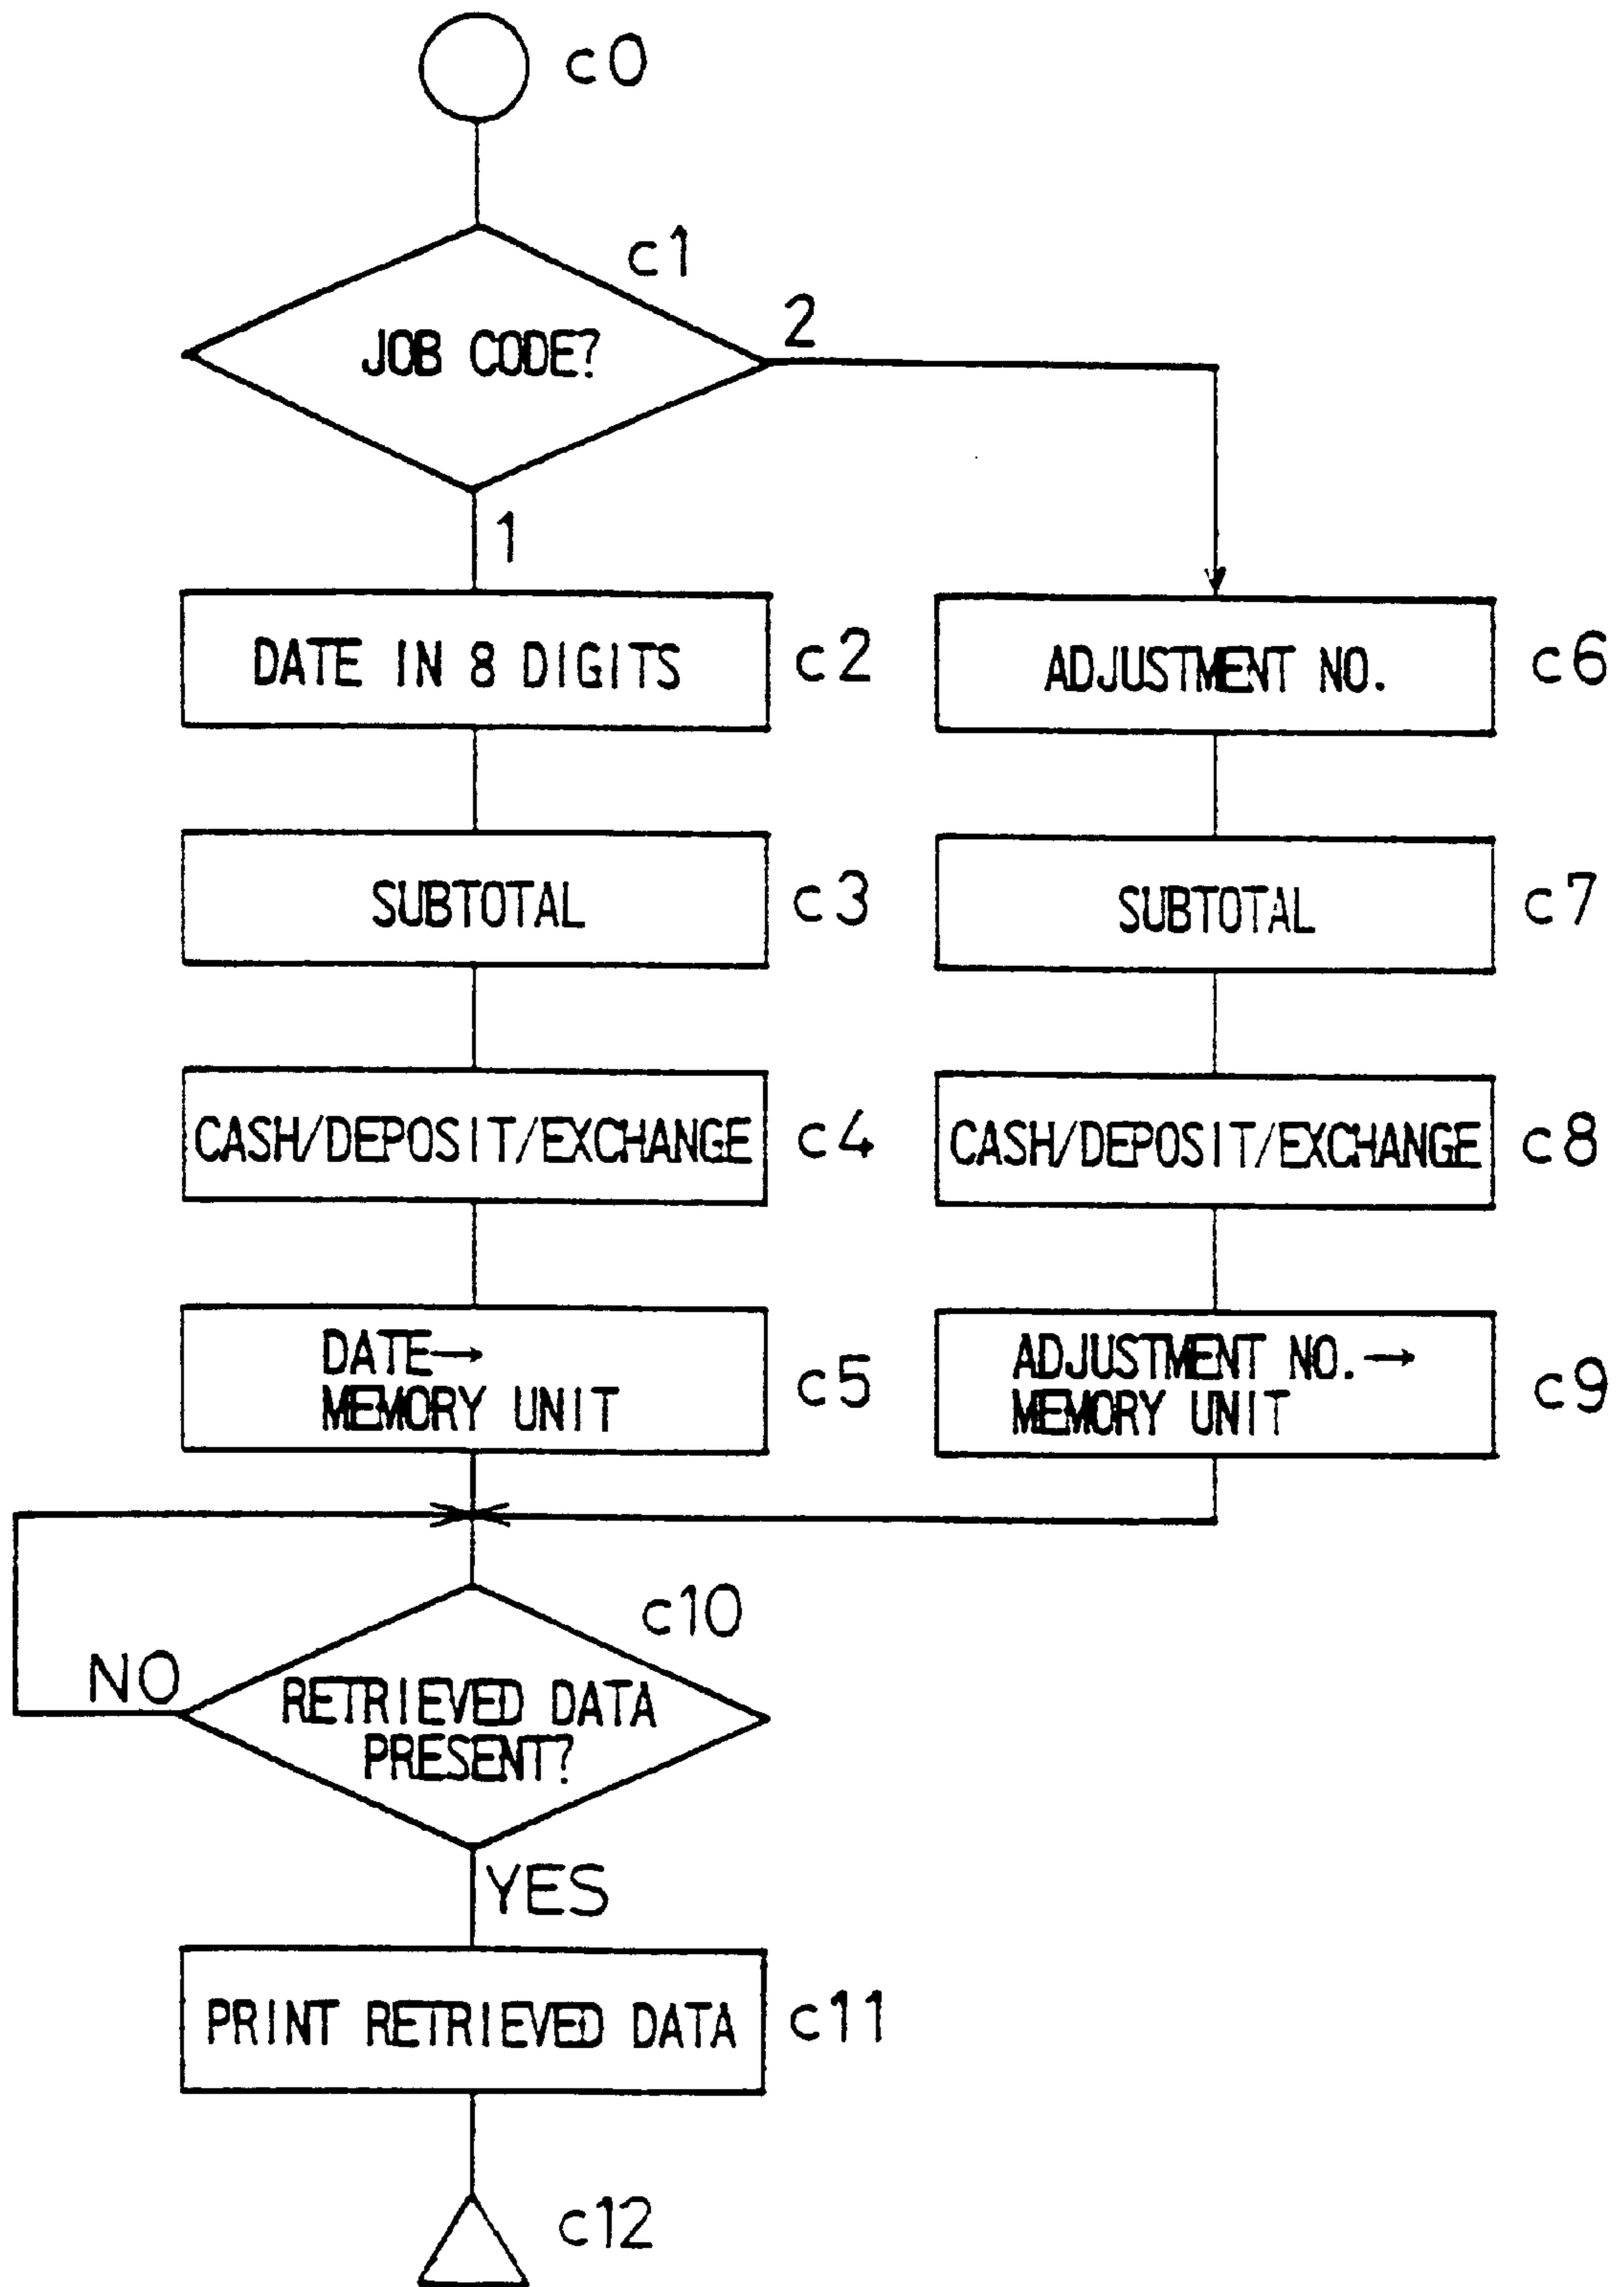 c0
c1
JOB CODE?
2
1
DATE IN 8 DIGITS
c2
SUBTOTAL
c3
CASH/DEPOSIT/EXCHANGE
c4
DATE→
MEMORY UNIT
c5
ADJUSTMENT NO.
c6
SUBTOTAL
c7
CASH/DEPOSIT/EXCHANGE
c8
ADJUSTMENT NO.→
MEMORY UNIT
c9
c10
NO
RETRIEVED DATA
PRESENT?
YES
PRINT RETRIEVED DATA
c11
c12